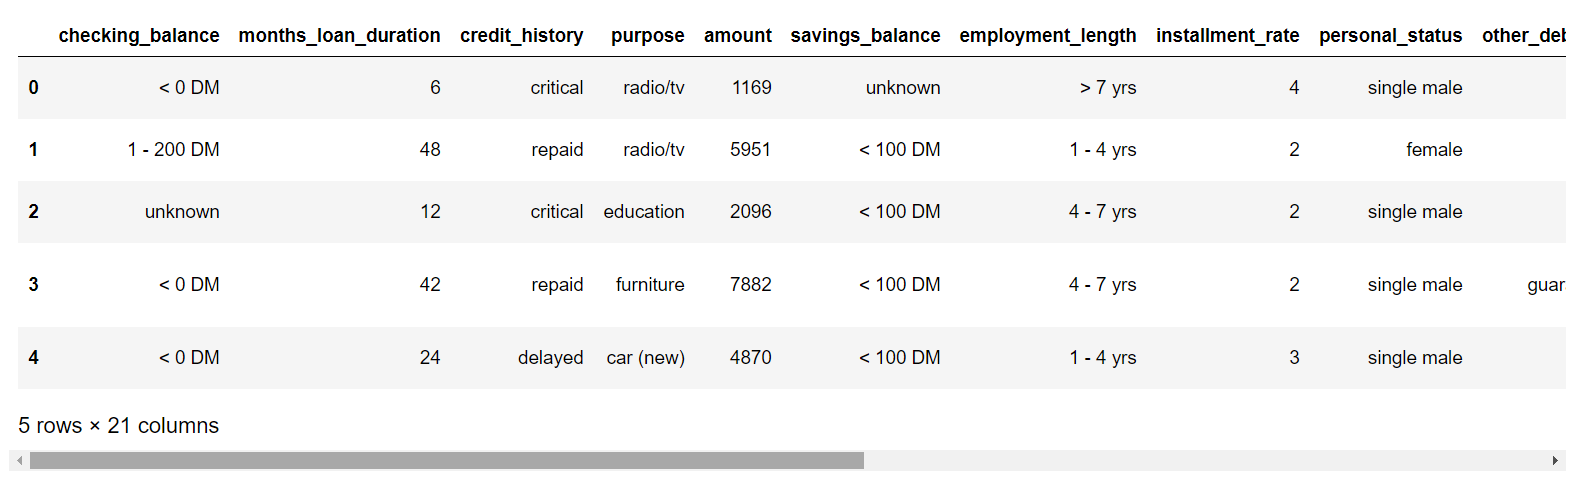 checking_balance months_loan_duration credit_history purpose amount savings_balance employment_length installment_rate personal_status other_deb
0 < 0 DM 6 critical radio/tv 1169 unknown > 7 yrs 4 single male
1 1 - 200 DM 48 repaid radio/tv 5951 < 100 DM 1 - 4 yrs 2 female
2 unknown 12 critical education 2096 < 100 DM 4 - 7 yrs 2 single male
3 < 0 DM 42 repaid furniture 7882 < 100 DM 4 - 7 yrs 2 single male guar
4 < 0 DM 24 delayed car (new) 4870 < 100 DM 1 - 4 yrs 3 single male
5 rows × 21 columns